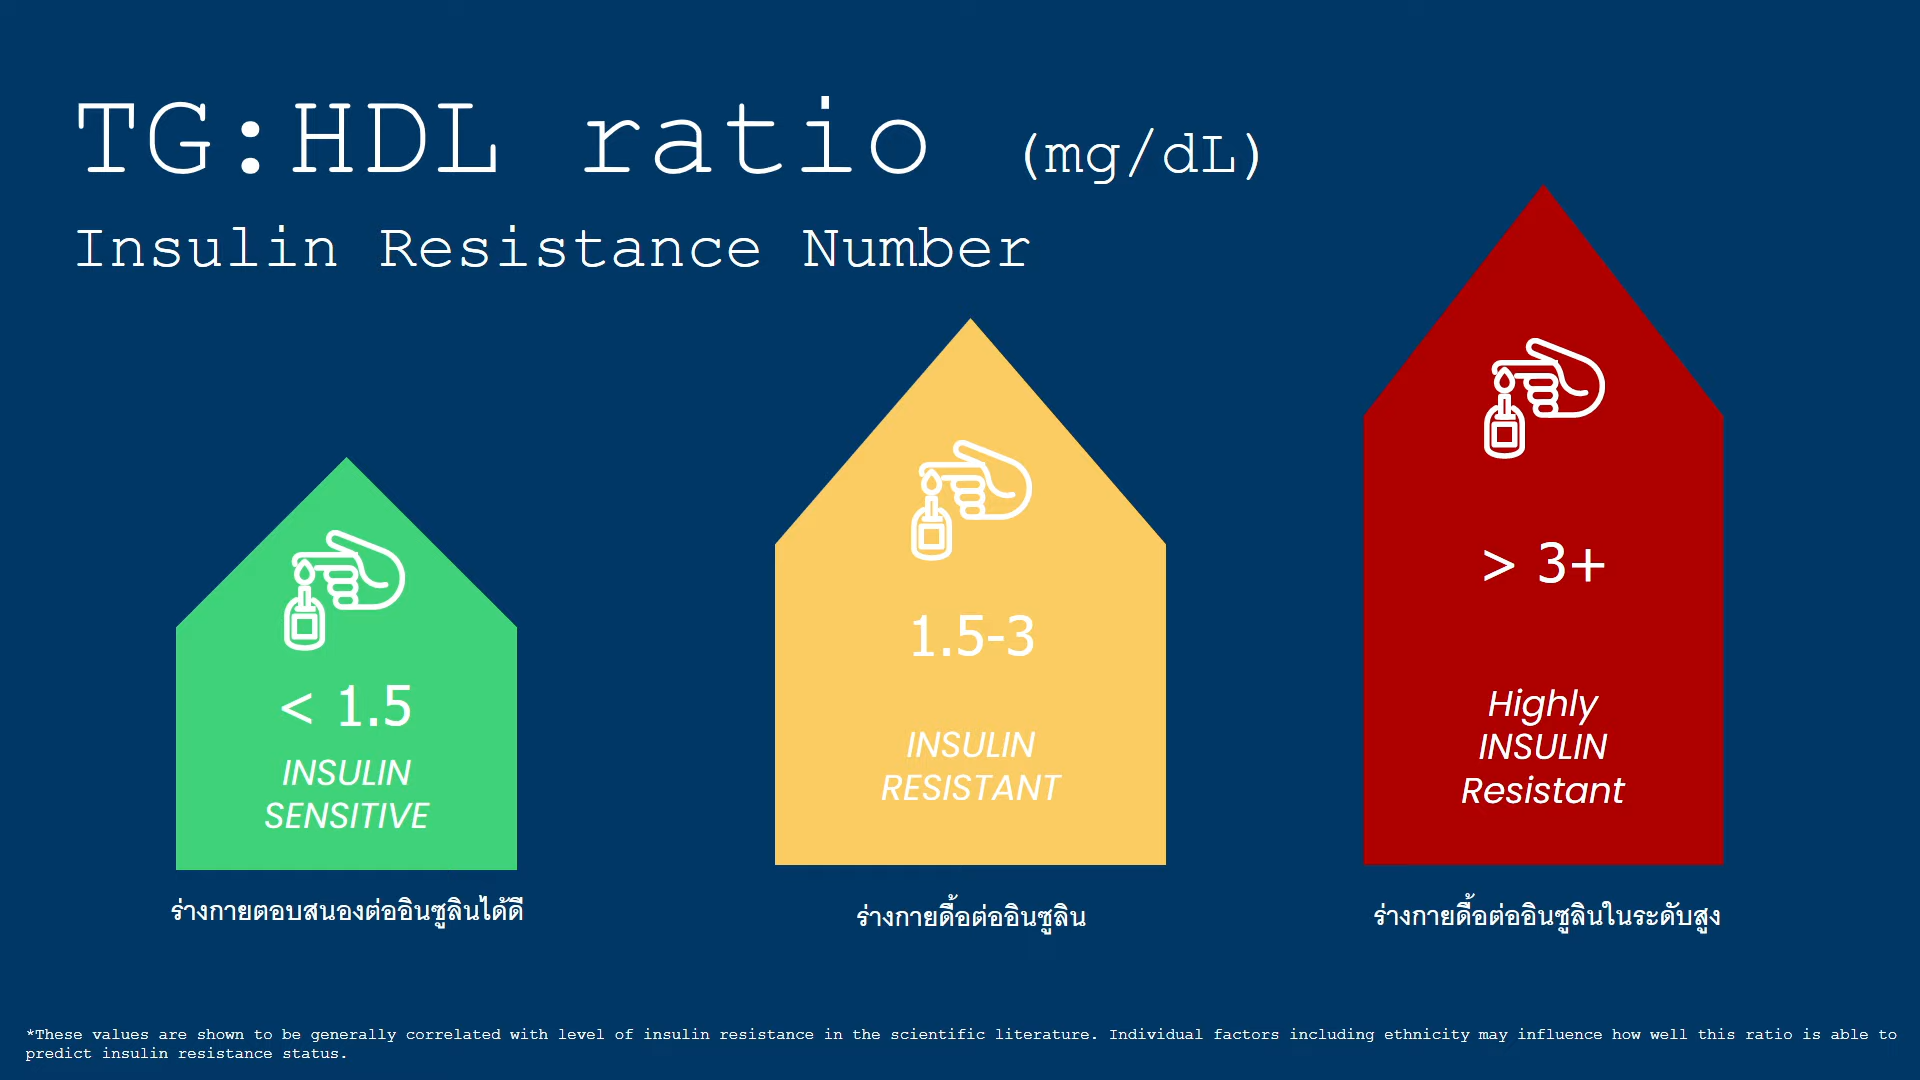 TG:HDL ratio (mg/dL)
Insulin Resistance Number
< 1.5
INSULIN
SENSITIVE
ร่างกายตอบสนองต่ออินซูลินได้ดี
1.5-3
INSULIN
RESISTANT
ร่างกายดื้อต่ออินซูลิน
> 3+
Highly
INSULIN
Resistant
ร่างกายดื้อต่ออินซูลินในระดับสูง
*These values are shown to be generally correlated with level of insulin resistance in the scientific literature. Individual factors including ethnicity may influence how well this ratio is able to
predict insulin resistance status.